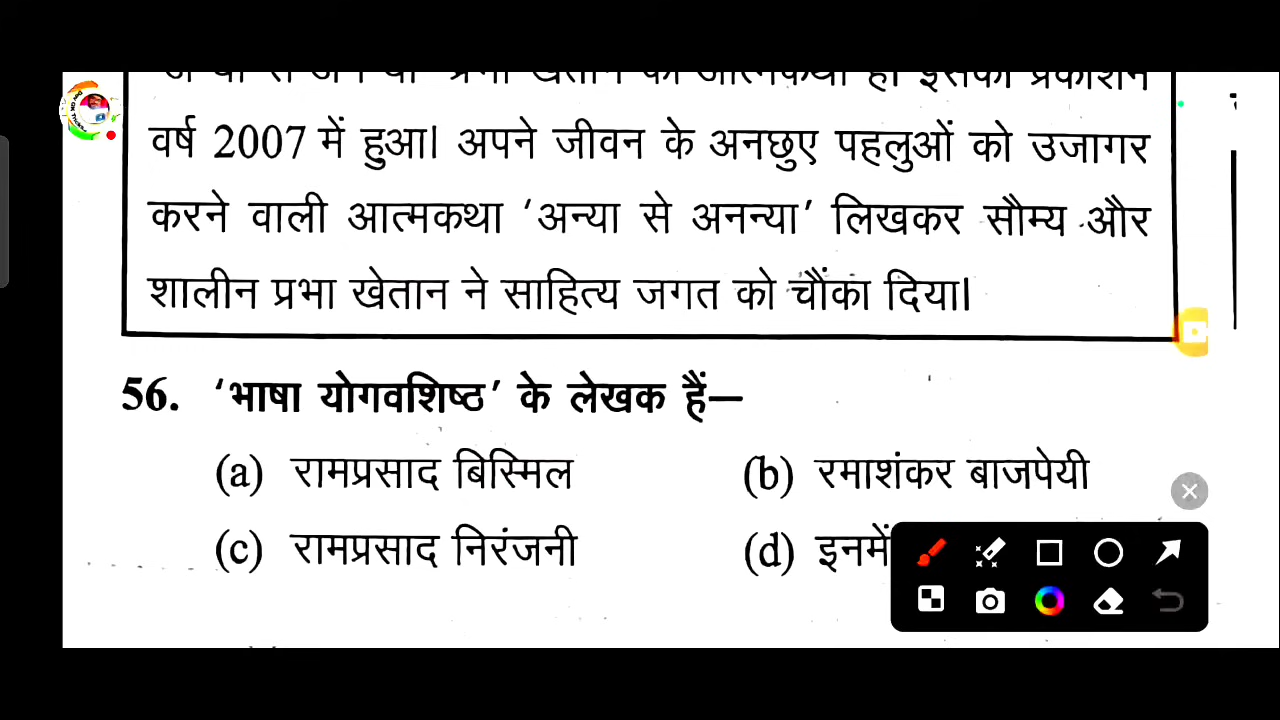 वर्ष 2007 में हुआ। अपने जीवन के अनछुए पहलुओं को उजागर
करने वाली आत्मकथा ‘अन्या से अनन्या’ लिखकर सौम्य और
शालीन प्रभा खेतान ने साहित्य जगत को चौंका दिया।
56. ‘भाषा योगवशिष्ठ’ के लेखक हैं—
(a) रामप्रसाद बिस्मिल (b) रमाशंकर बाजपेयी
(c) रामप्रसाद निरंजनी (d) इनमें